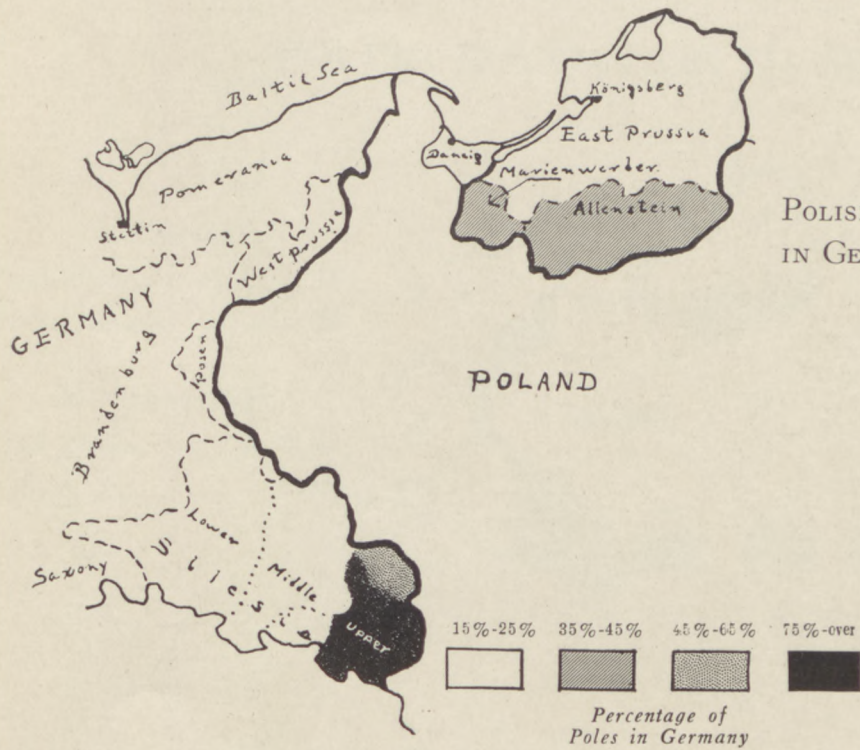 Baltic Sea
Königsberg
East Prussia
Danzig
Marienwerder
Pomerania
Allenstein
Stettin
West Prussia
POLIS
IN GE
GERMANY
Posen
POLAND
Brandenburg
Lower
Silesia
Saxony
Middle
Upper
15%-25% 35%-45% 45%-65% 75%-over
Percentage of
Poles in Germany